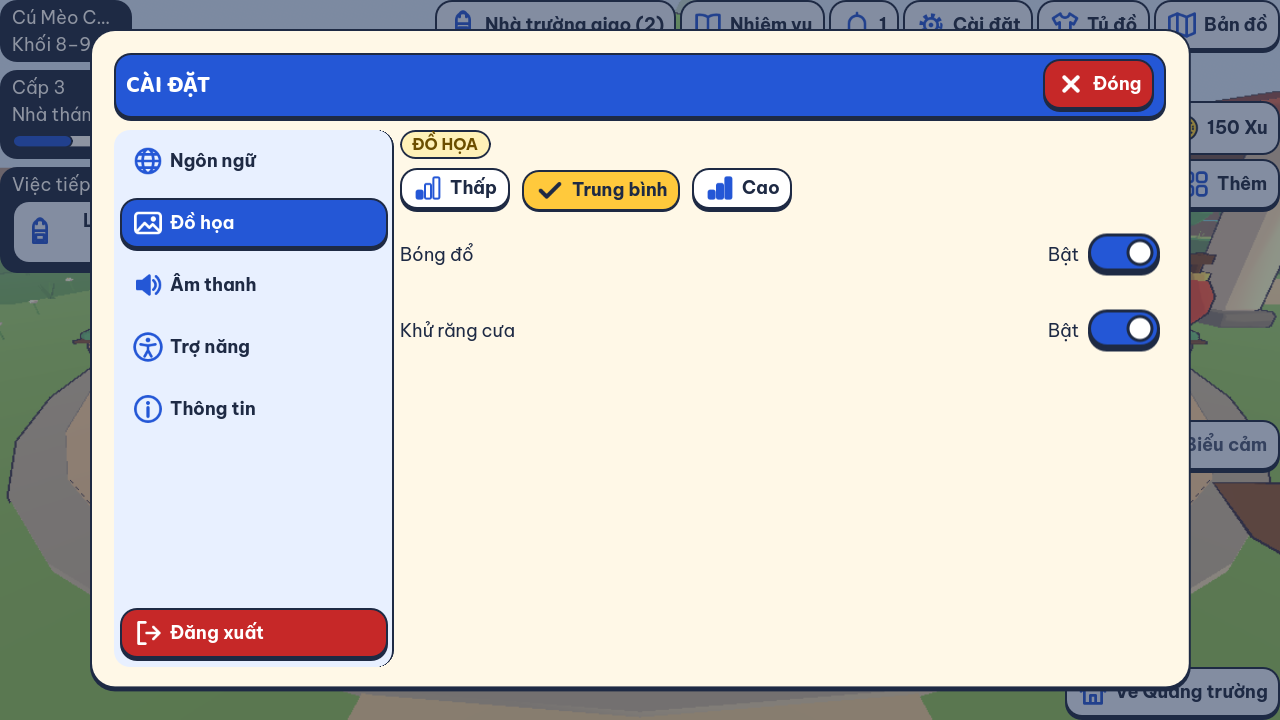 Cú Mèo C...
Khối 8-9
Nhà trường giao (2)
Nhiệm vụ
1
Cài đặt
Tủ đồ
Bản đồ
CÀI ĐẶT
Đóng
Cấp 3
Nhà thán
150 Xu
Việc tiếp
Thêm
Ngôn ngữ
Đồ họa
Âm thanh
Trợ năng
Thông tin
Đăng xuất
ĐỒ HỌA
Thấp
Trung bình
Cao
Bóng đổ
Bật
Khử răng cưa
Bật
Biểu cảm
Về Quảng trường